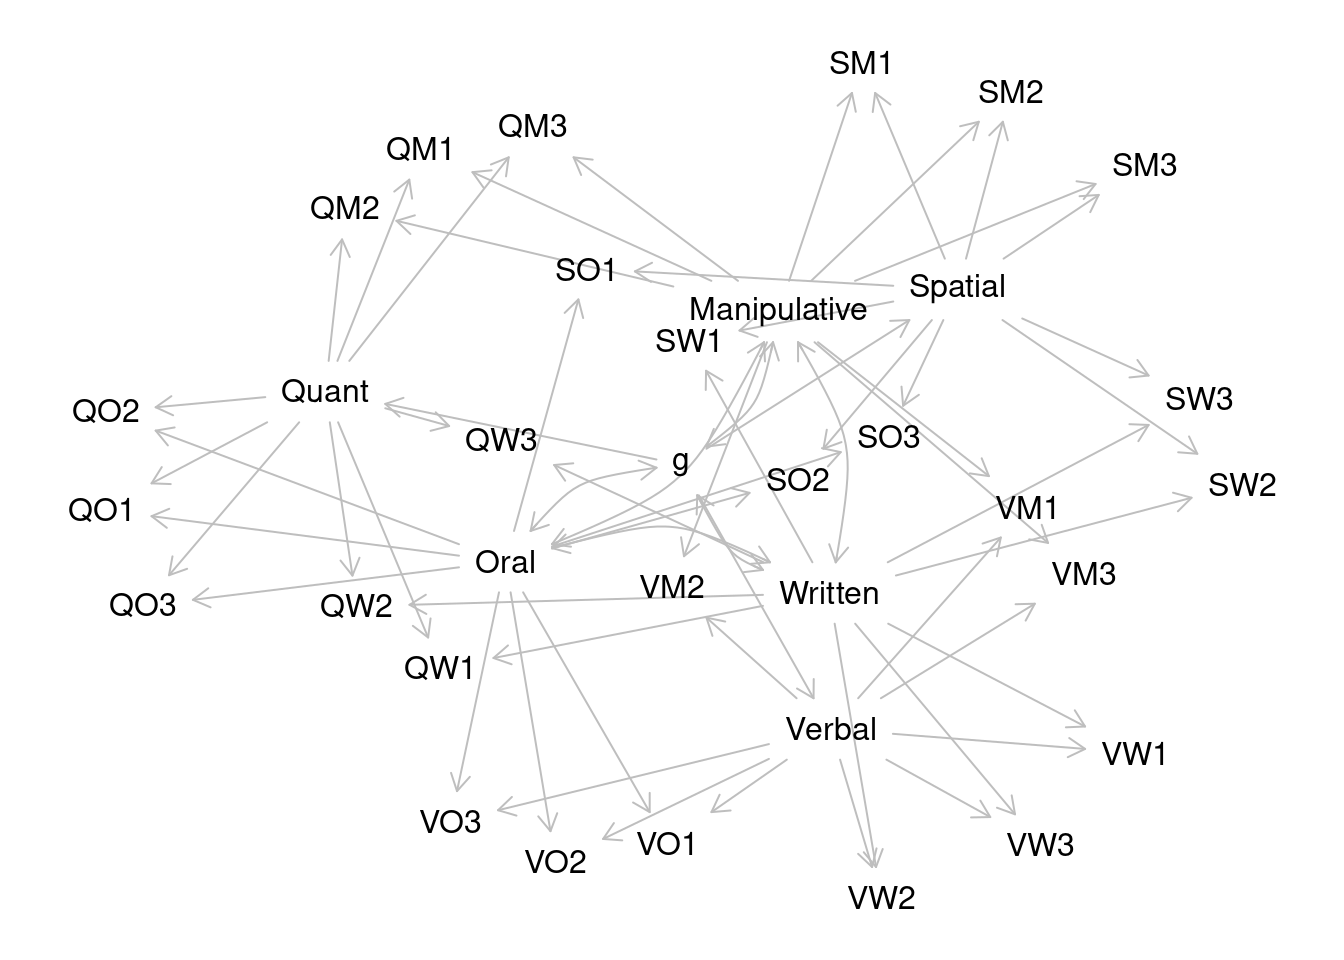 SM1
SM2
QM3
QM1
SM3
QM2
SO1
Spatial
Manipulative
SW1
Quant
SW3
QO2
SO3
QW3
g
SO2
SW2
VM1
QO1
Oral
VM3
VM2
Written
QO3
QW2
QW1
Verbal
VW1
VO3
VO1
VW3
VO2
VW2